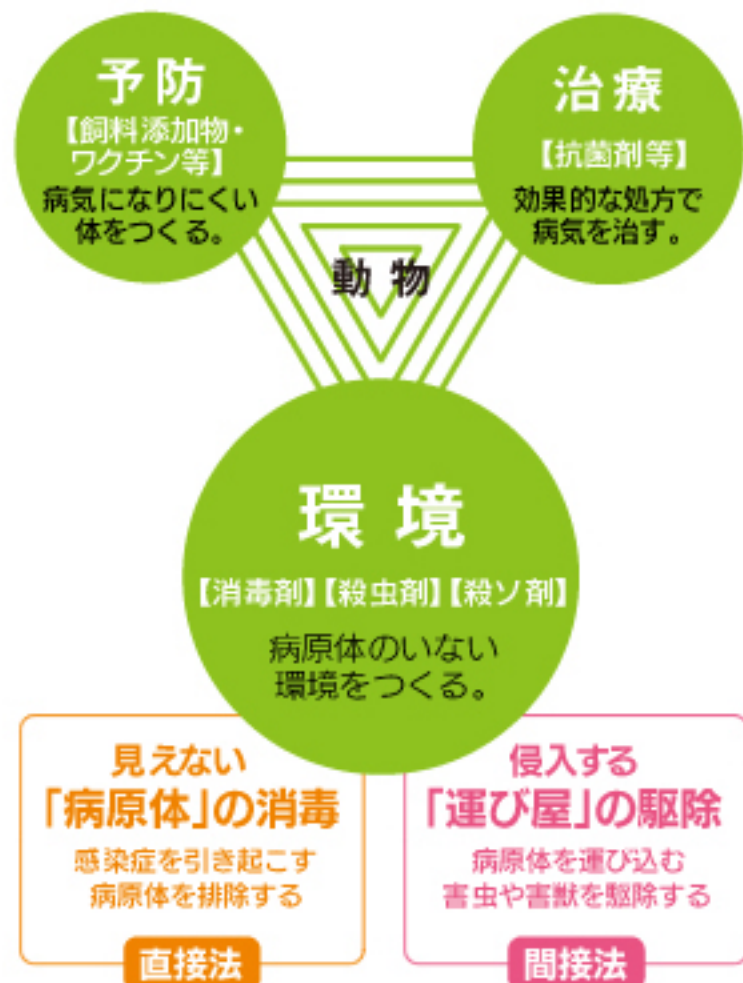 予防
【飼料添加物・
ワクチン等】
病気になりにくい
体をつくる。
治療
【抗菌剤等】
効果的な処方で
病気を治す。
動物
環境
【消毒剤】【殺虫剤】【殺ソ剤】
病原体のいない
環境をつくる。
見えない
「病原体」の消毒
感染症を引き起こす
病原体を排除する
直接法
侵入する
「運び屋」の駆除
病原体を運び込む
害虫や害獣を駆除する
間接法